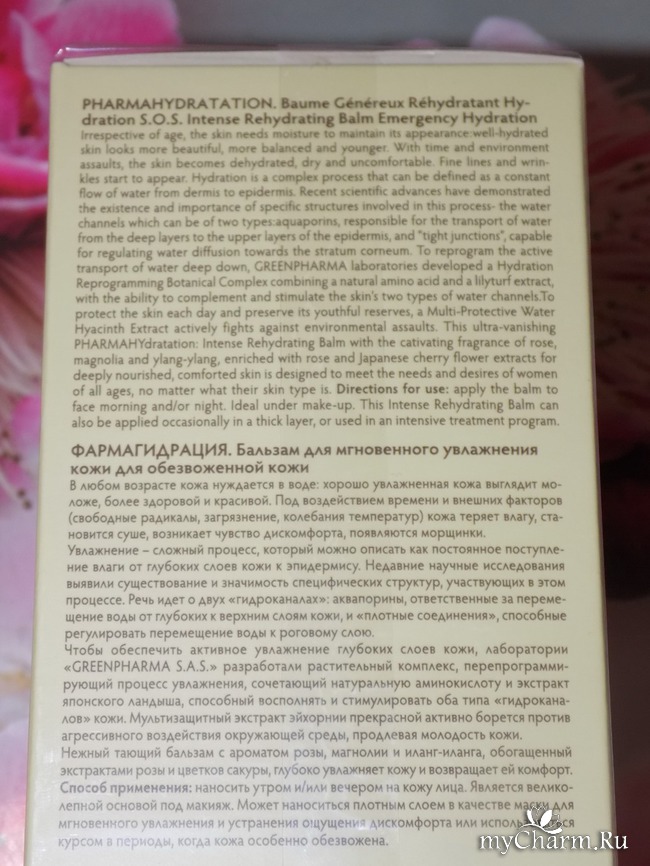 PHARMAHYDRATATION. Baume Généreux Réhydratant Hy-
dration S.O.S. Intense Rehydrating Balm Emergency Hydration
Irrespective of age, the skin needs moisture to maintain its appearance:well-hydrated
skin looks more beautiful, more balanced and younger. With time and environment
assaults, the skin becomes dehydrated, dry and uncomfortable. Fine lines and wrin-
kles start to appear. Hydration is a complex process that can be defined as a constant
flow of water from dermis to epidermis. Recent scientific advances have demonstrated
the existence and importance of specific structures involved in this process- the water
channels which can be of two types:aquaporins, responsible for the transport of water
from the deep layers to the upper layers of the epidermis, and "tight junctions", capable
for regulating water diffusion towards the stratum corneum. To reprogram the active
transport of water deep down, GREENPHARMA laboratories developed a Hydration
Reprogramming Botanical Complex combining a natural amino acid and a lilyturf extract,
with the ability to complement and stimulate the skin's two types of water channels.To
protect the skin each day and preserve its youthful reserves, a Multi-Protective Water
Hyacinth Extract actively fights against environmental assaults. This ultra-vanishing
PHARMAHYdratation: Intense Rehydrating Balm with the cativating fragrance of rose,
magnolia and ylang-ylang, enriched with rose and Japanese cherry flower extracts for
deeply nourished, comforted skin is designed to meet the needs and desires of women
of all ages, no matter what their skin type is. Directions for use: apply the balm to
face morning and/or night. Ideal under make-up. This Intense Rehydrating Balm can
also be applied occasionally in a thick layer, or used in an intensive treatment program.
ФАРМАГИДРАЦИЯ. Бальзам для мгновенного увлажнения
кожи для обезвоженной кожи
В любом возрасте кожа нуждается в воде: хорошо увлажненная кожа выглядит мо-
ложе, более здоровой и красивой. Под воздействием времени и внешних факторов
(свободные радикалы, загрязнение, колебания температур) кожа теряет влагу, ста-
новится суше, возникает чувство дискомфорта, появляются морщинки.
Увлажнение – сложный процесс, который можно описать как постоянное поступле-
ние влаги от глубоких слоев кожи к эпидермису. Недавние научные исследования
выявили существование и значимость специфических структур, участвующих в этом
процессе. Речь идет о двух «гидроканалах»: аквапорины, ответственные за переме-
щение воды от глубоких к верхним слоям кожи, и «плотные соединения», способные
регулировать перемещение воды к роговому слою.
Чтобы обеспечить активное увлажнение глубоких слоев кожи, лаборатории
«GREENPHARMA S.A.S.» разработали растительный комплекс, перепрограмми-
рующий процесс увлажнения, сочетающий натуральную аминокислоту и экстракт
японского ландыша, способный восполнять и стимулировать оба типа «гидрокана-
лов» кожи. Мультизащитный экстракт эйхорнии прекрасной активно борется против
агрессивного воздействия окружающей среды, продлевая молодость кожи.
Нежный тающий бальзам с ароматом розы, магнолии и иланг-иланга, обогащенный
экстрактами розы и цветков сакуры, глубоко увлажняет кожу и возвращает ей комфорт.
Способ применения: наносить утром и/или вечером на кожу лица. Является велико-
лепной основой под макияж. Может наноситься плотным слоем в качестве маски для
мгновенного увлажнения и устранения ощущения дискомфорта или использоваться
курсом в периоды, когда кожа особенно обезвожена.
myCharm.Ru